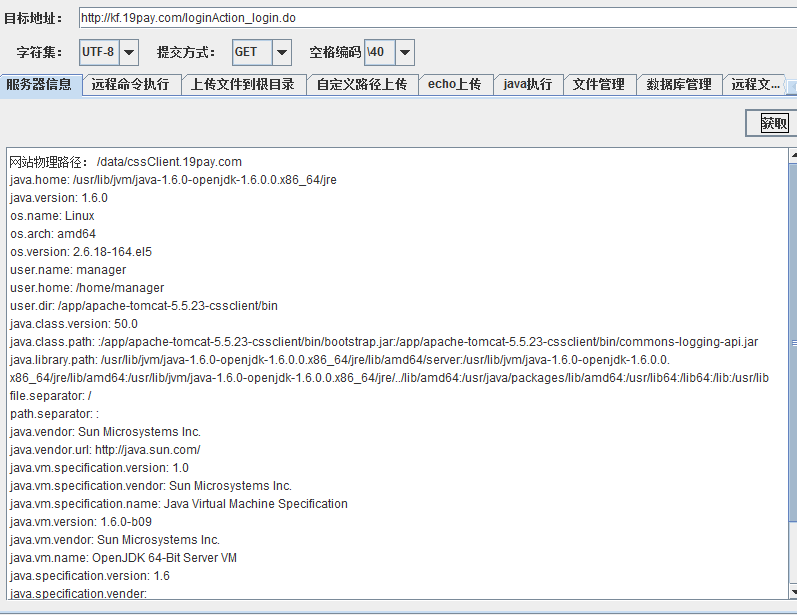 目标地址： http://kf.19pay.com/loginAction_login.do
字符集： UTF-8 提交方式： GET 空格编码 \40
服务器信息 远程命令执行 上传文件到根目录 自定义路径上传 echo上传 java执行 文件管理 数据库管理 远程文...
获取
网站物理路径： /data/cssClient.19pay.com
java.home: /usr/lib/jvm/java-1.6.0-openjdk-1.6.0.0.x86_64/jre
java.version: 1.6.0
os.name: Linux
os.arch: amd64
os.version: 2.6.18-164.el5
user.name: manager
user.home: /home/manager
user.dir: /app/apache-tomcat-5.5.23-cssclient/bin
java.class.version: 50.0
java.class.path: :/app/apache-tomcat-5.5.23-cssclient/bin/bootstrap.jar:/app/apache-tomcat-5.5.23-cssclient/bin/commons-logging-api.jar
java.library.path: /usr/lib/jvm/java-1.6.0-openjdk-1.6.0.0.x86_64/jre/lib/amd64/server:/usr/lib/jvm/java-1.6.0-openjdk-1.6.0.0.
x86_64/jre/lib/amd64:/usr/lib/jvm/java-1.6.0-openjdk-1.6.0.0.x86_64/jre/../lib/amd64:/usr/java/packages/lib/amd64:/usr/lib64:/lib64:/lib:/usr/lib
file.separator: /
path.separator: :
java.vendor: Sun Microsystems Inc.
java.vendor.url: http://java.sun.com/
java.vm.specification.version: 1.0
java.vm.specification.vendor: Sun Microsystems Inc.
java.vm.specification.name: Java Virtual Machine Specification
java.vm.version: 1.6.0-b09
java.vm.vendor: Sun Microsystems Inc.
java.vm.name: OpenJDK 64-Bit Server VM
java.specification.version: 1.6
java.specification.vender: